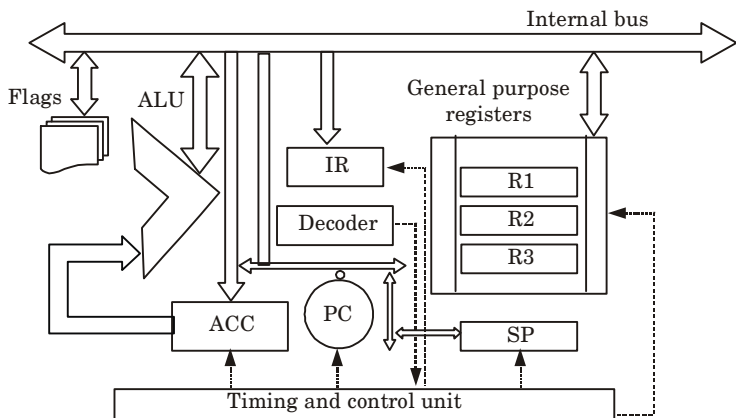 Internal bus
Flags
ALU
General purpose
registers
IR
R1
Decoder
R2
R3
ACC
PC
SP
Timing and control unit